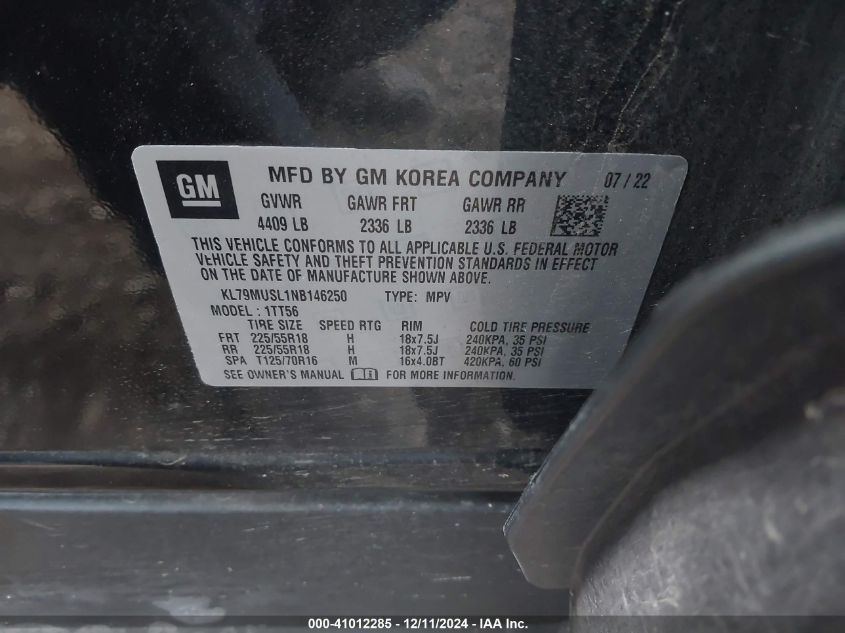 GM MFD BY GM KOREA COMPANY 07 / 22
GVWR GAWR FRT GAWR RR
4409 LB 2336 LB 2336 LB
THIS VEHICLE CONFORMS TO ALL APPLICABLE U.S. FEDERAL MOTOR
VEHICLE SAFETY AND THEFT PREVENTION STANDARDS IN EFFECT
ON THE DATE OF MANUFACTURE SHOWN ABOVE.
KL79MUSL1NB146250 TYPE: MPV
MODEL : 1TT56
TIRE SIZE SPEED RTG RIM COLD TIRE PRESSURE
FRT 225/55R18 H 18x7.5J 240KPA, 35 PSI
RR 225/55R18 H 18x7.5J 240KPA, 35 PSI
SPA T125/70R16 M 16x4.0BT 420KPA, 60 PSI
SEE OWNER'S MANUAL FOR MORE INFORMATION.
000-41012285 - 12/11/2024 - IAA Inc.